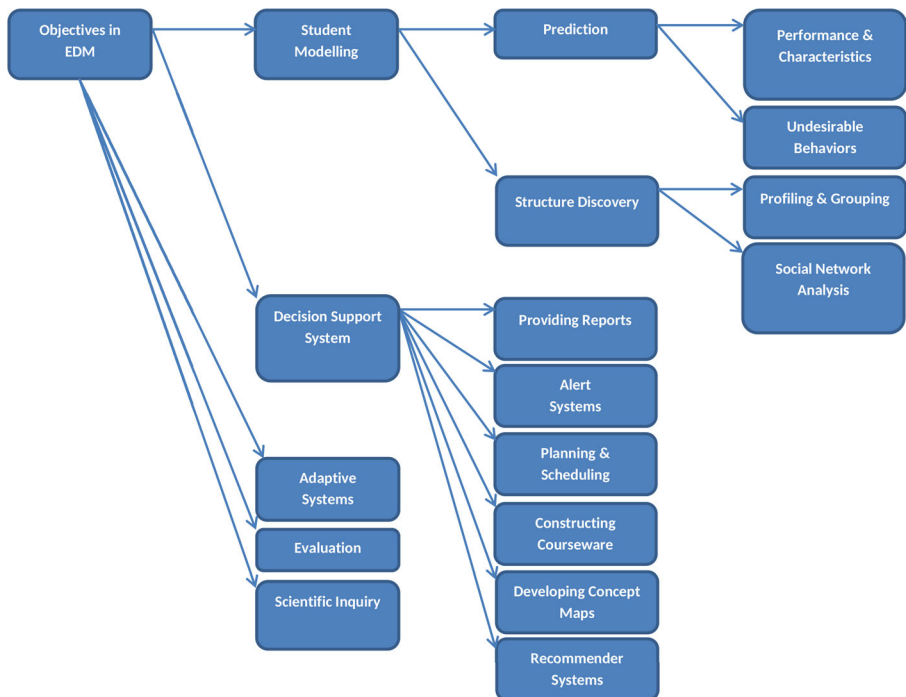 Objectives in
EDM
Student
Modelling
Prediction
Performance &
Characteristics
Undesirable
Behaviors
Structure Discovery
Profiling & Grouping
Social Network
Analysis
Decision Support
System
Providing Reports
Alert
Systems
Planning &
Scheduling
Constructing
Courseware
Developing Concept
Maps
Recommender
Systems
Adaptive
Systems
Evaluation
Scientific Inquiry